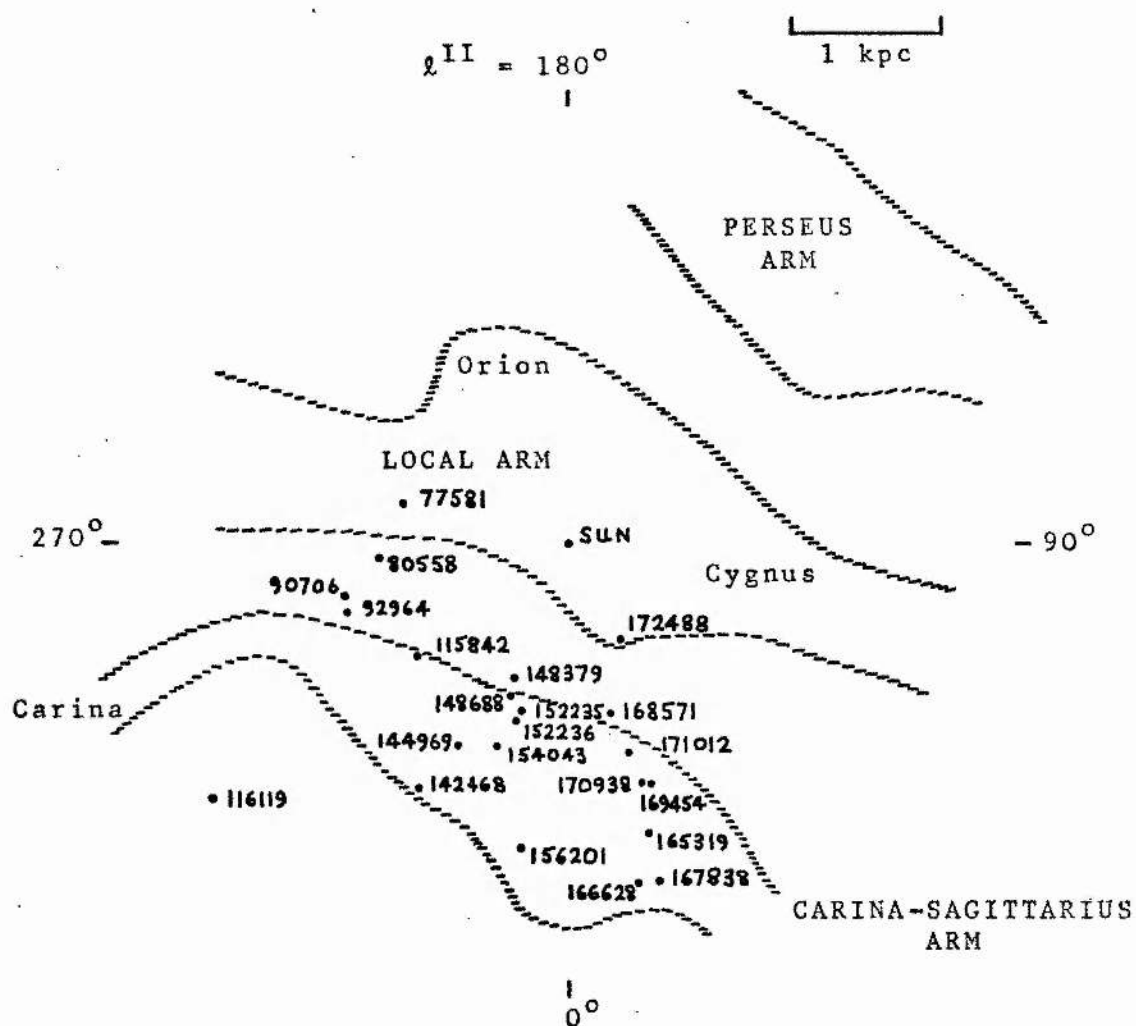 1 kpc
ℓ^II = 180°
PERSEUS
ARM
Orion
LOCAL ARM
77581
270°
SUN
90°
80558
Cygnus
90706
92964
172488
115842
148379
Carina
148688
152235
168571
152236
171012
144969
154043
142468
170938
169454
116119
165319
156201
166628
167838
CARINA-SAGITTARIUS
ARM
0°